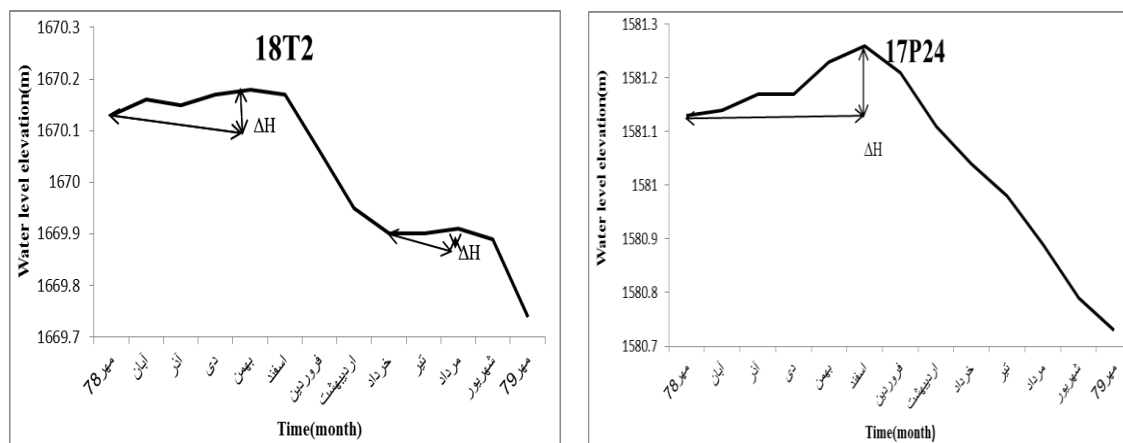 18T2
Water level elevation(m)
1670.3
1670.2
1670.1
1670
1669.9
1669.8
1669.7
ΔH
ΔH
مهر78
آبان
آذر
دی
بهمن
اسفند
فروردین
اردیبهشت
خرداد
تیر
مرداد
شهریور
مهر79
Time(month)
17P24
Water level elevation(m)
1581.3
1581.2
1581.1
1581
1580.9
1580.8
1580.7
ΔH
مهر78
آبان
آذر
دی
بهمن
اسفند
فروردین
اردیبهشت
خرداد
تیر
مرداد
شهریور
مهر79
Time(month)